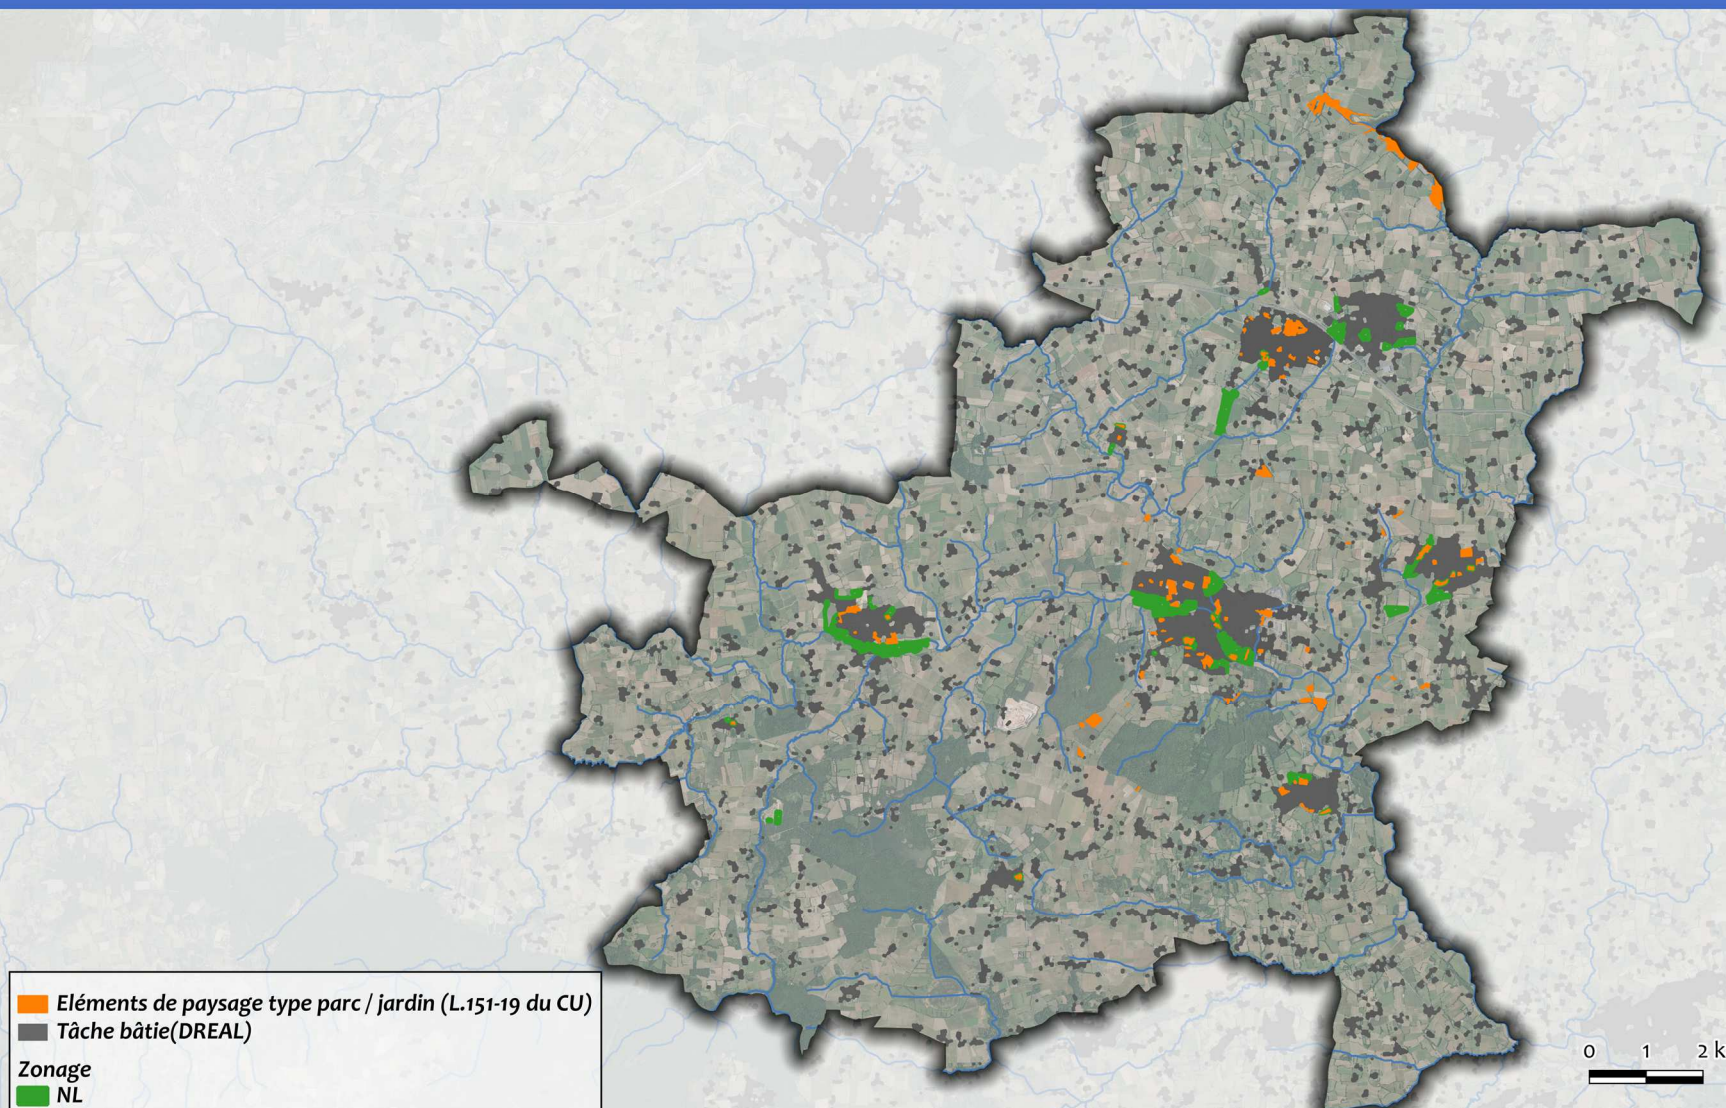 Eléments de paysage type parc / jardin (L.151-19 du CU)
Tâche bâtie(DREAL)
Zonage
NL
0 1 2 k